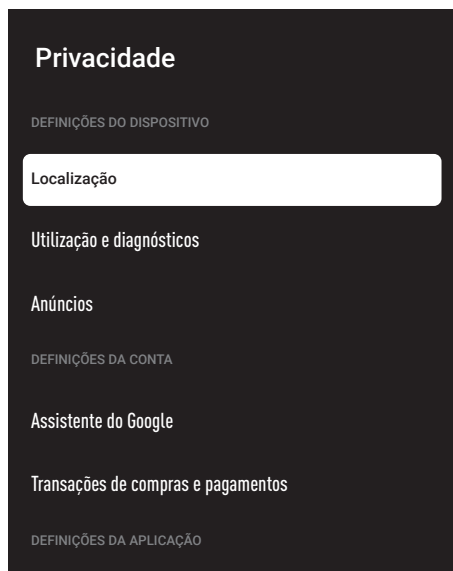 Privacidade
DEFINIÇÕES DO DISPOSITIVO
Localização
Utilização e diagnósticos
Anúncios
DEFINIÇÕES DA CONTA
Assistente do Google
Transações de compras e pagamentos
DEFINIÇÕES DA APLICAÇÃO